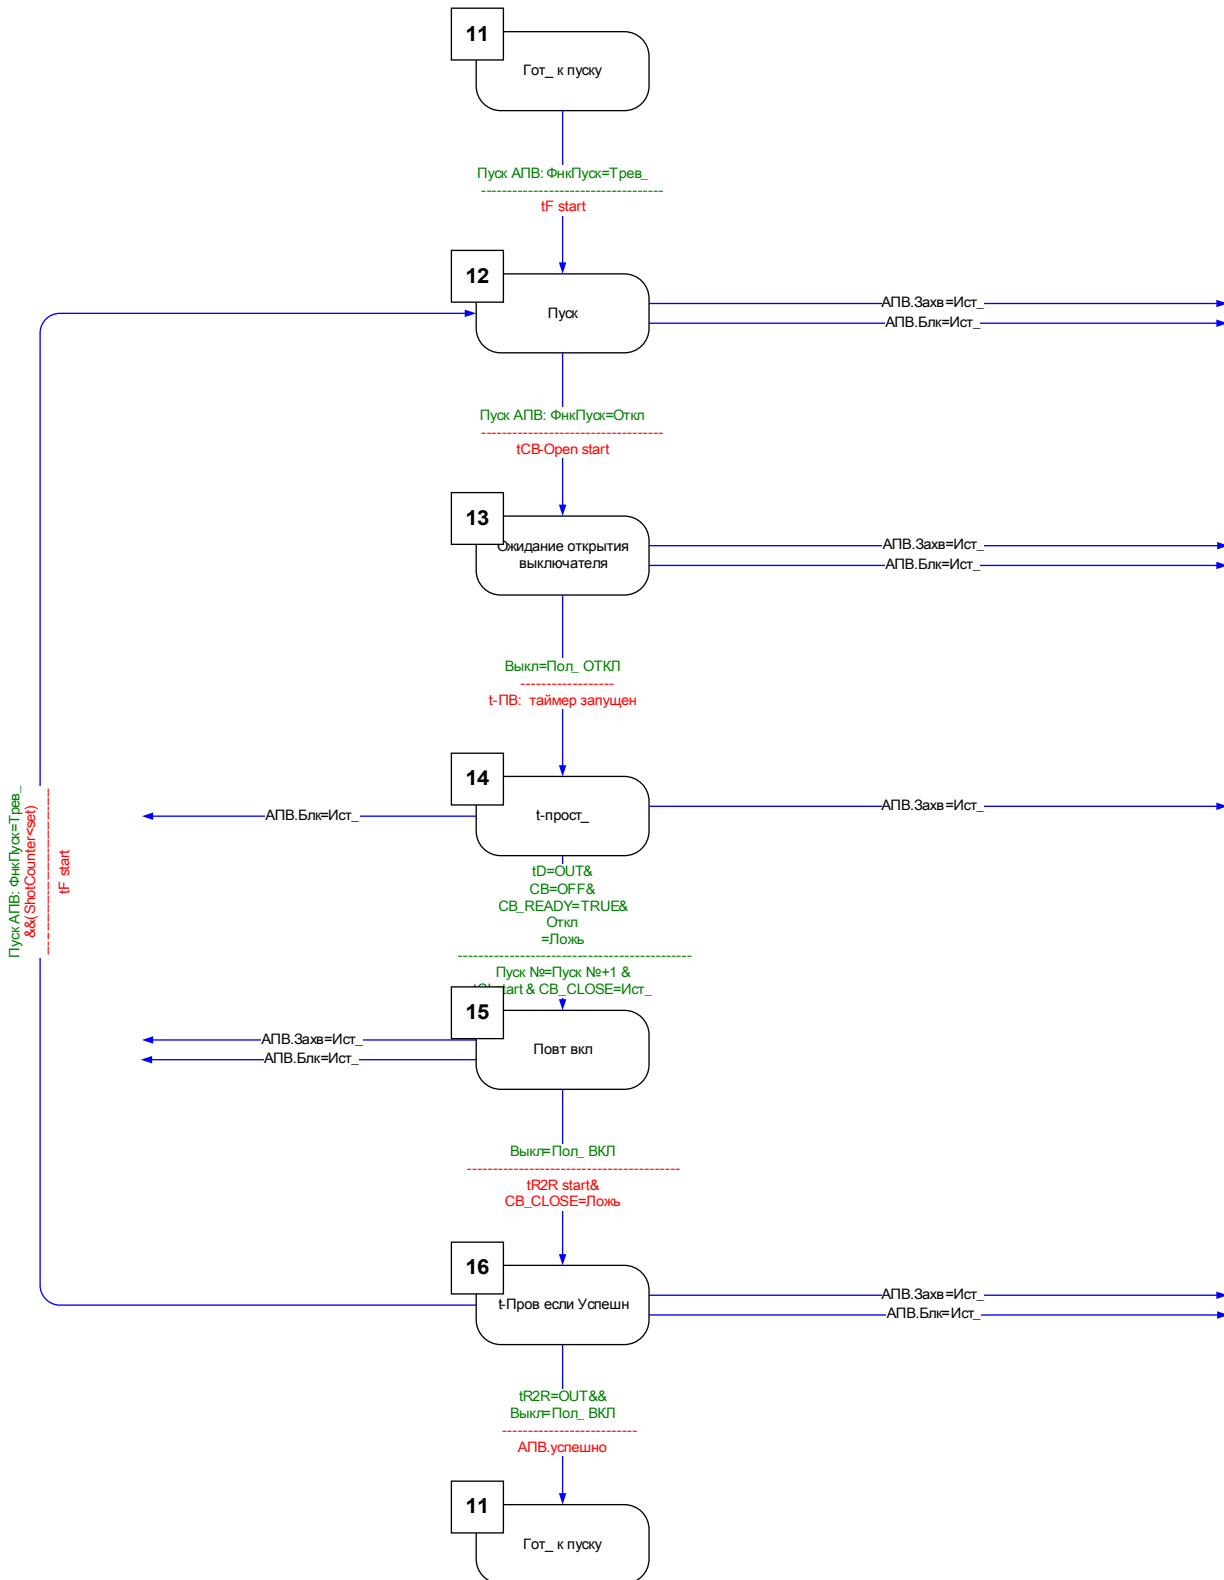 11
Гот_ к пуску
Пуск АПВ: ФнкПуск=Трев_
tF start
12
Пуск
АПВ.Захв=Ист_
АПВ.Блк=Ист_
Пуск АПВ: ФнкПуск=Откл
tCB-Open start
13
Ожидание открытия
выключателя
АПВ.Захв=Ист_
АПВ.Блк=Ист_
Выкл=Пол_ ОТКЛ
t-ПВ: таймер запущен
14
t-прост_
АПВ.Блк=Ист_
АПВ.Захв=Ист_
tD=OUT&
CB=OFF&
CB_READY=TRUE&
Откл
=Ложь
Пуск №=Пуск №+1 &
start & CB_CLOSE=Ист_
Пуск АПВ: ФнкПуск=Трев_
&&(ShotCounter<set)
tF start
15
Повт вкл
АПВ.Захв=Ист_
АПВ.Блк=Ист_
Выкл=Пол_ ВКЛ
tR2R start&
CB_CLOSE=Ложь
16
t-Пров если Успешн
АПВ.Захв=Ист_
АПВ.Блк=Ист_
tR2R=OUT&&
Выкл=Пол_ ВКЛ
АПВ.успешно
11
Гот_ к пуску